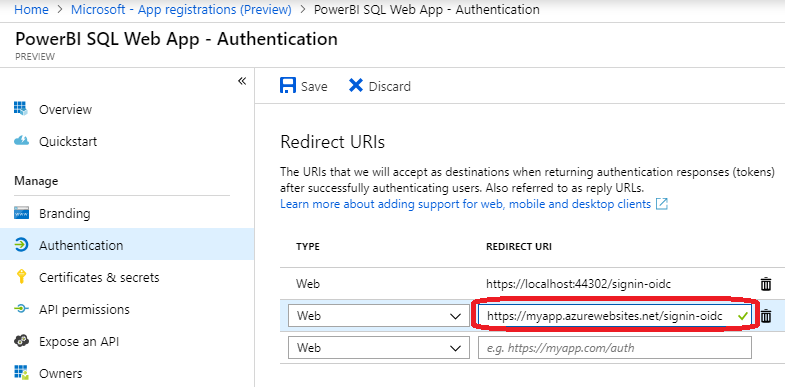 Home > Microsoft - App registrations (Preview) > PowerBI SQL Web App - Authentication
PowerBI SQL Web App - Authentication
PREVIEW
«
Save Discard
Overview
Quickstart
Manage
Branding
Authentication
Certificates & secrets
API permissions
Expose an API
Owners
Redirect URIs
The URIs that we will accept as destinations when returning authentication responses (tokens)
after successfully authenticating users. Also referred to as reply URLs.
Learn more about adding support for web, mobile and desktop clients
TYPE REDIRECT URI
Web https://localhost:44302/signin-oidc
Web https://myapp.azurewebsites.net/signin-oidc
Web e.g. https://myapp.com/auth